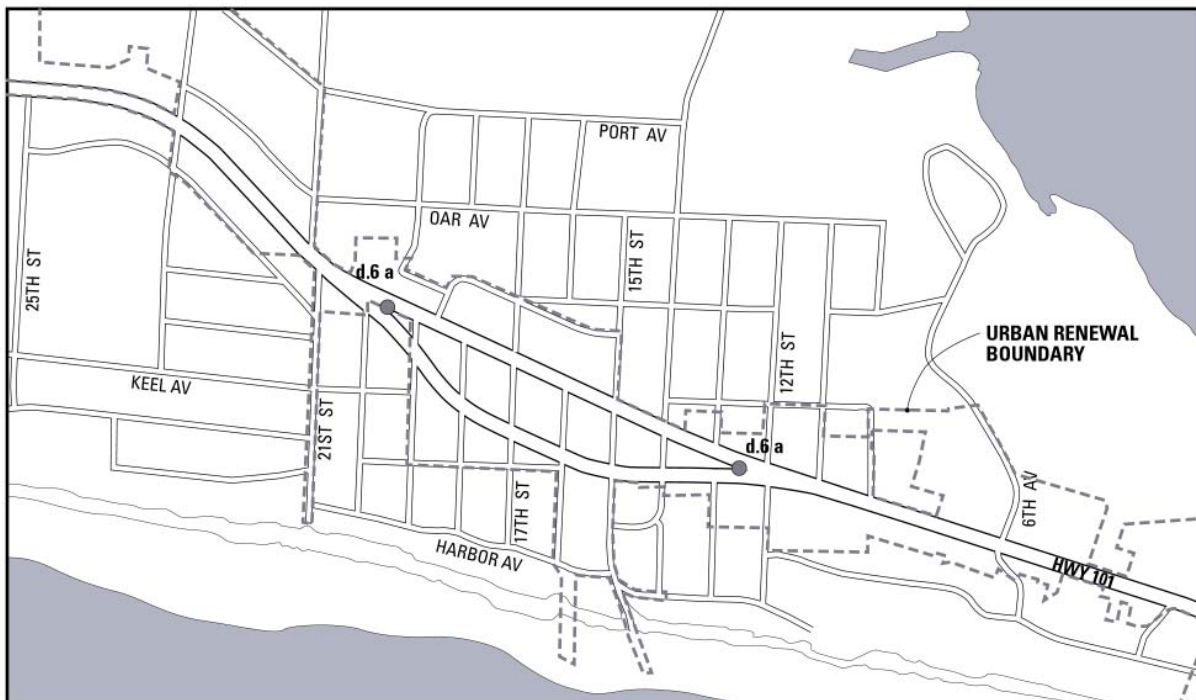 PORT AV
OAR AV
d.6 a
15TH ST
25TH ST
URBAN RENEWAL
BOUNDARY
12TH ST
KEEL AV
21ST ST
d.6 a
17TH ST
6TH AV
HARBOR AV
HWY 101